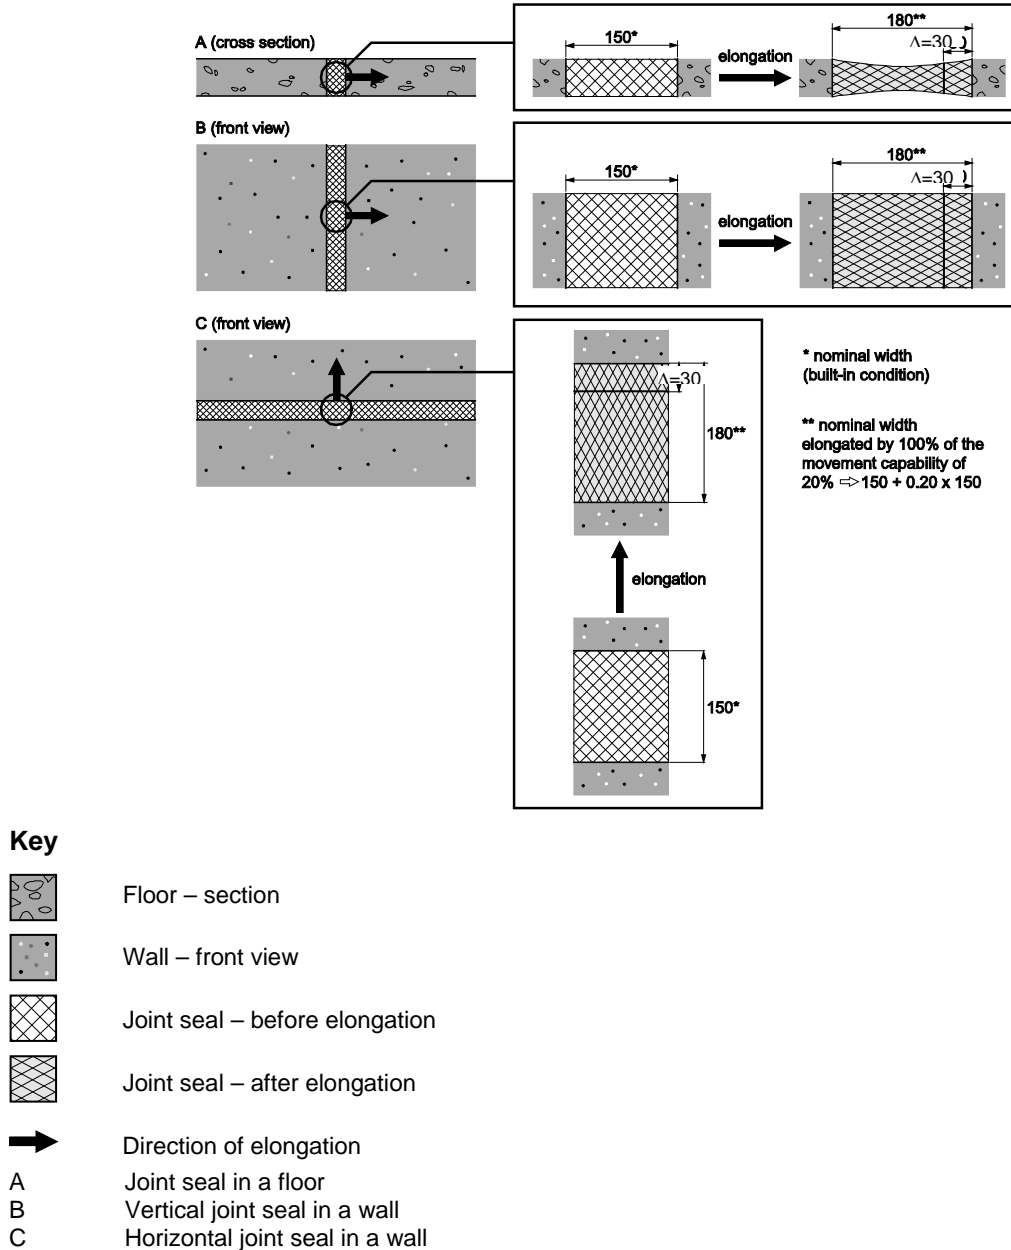 A (cross section)
150*
elongation
180**
Δ=30
B (front view)
150*
elongation
180**
Δ=30
C (front view)
Δ=30
180**
elongation
150*
* nominal width
(built-in condition)
** nominal width
elongated by 100% of the
movement capability of
20% ⇨ 150 + 0.20 x 150
Key
Floor – section
Wall – front view
Joint seal – before elongation
Joint seal – after elongation
Direction of elongation
A Joint seal in a floor
B Vertical joint seal in a wall
C Horizontal joint seal in a wall